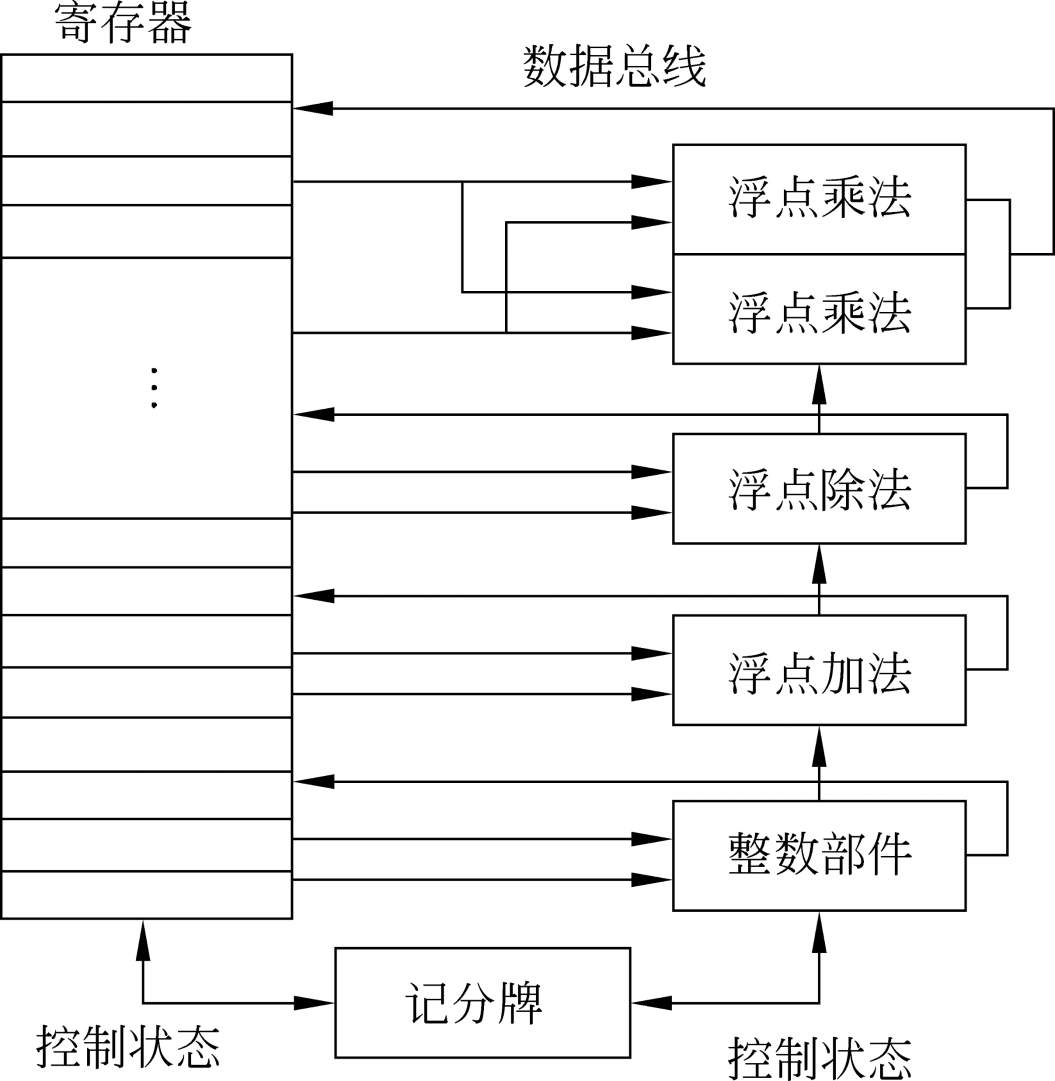 寄存器
数据总线
浮点乘法
浮点乘法
⋮
浮点除法
浮点加法
整数部件
记分牌
控制状态
控制状态